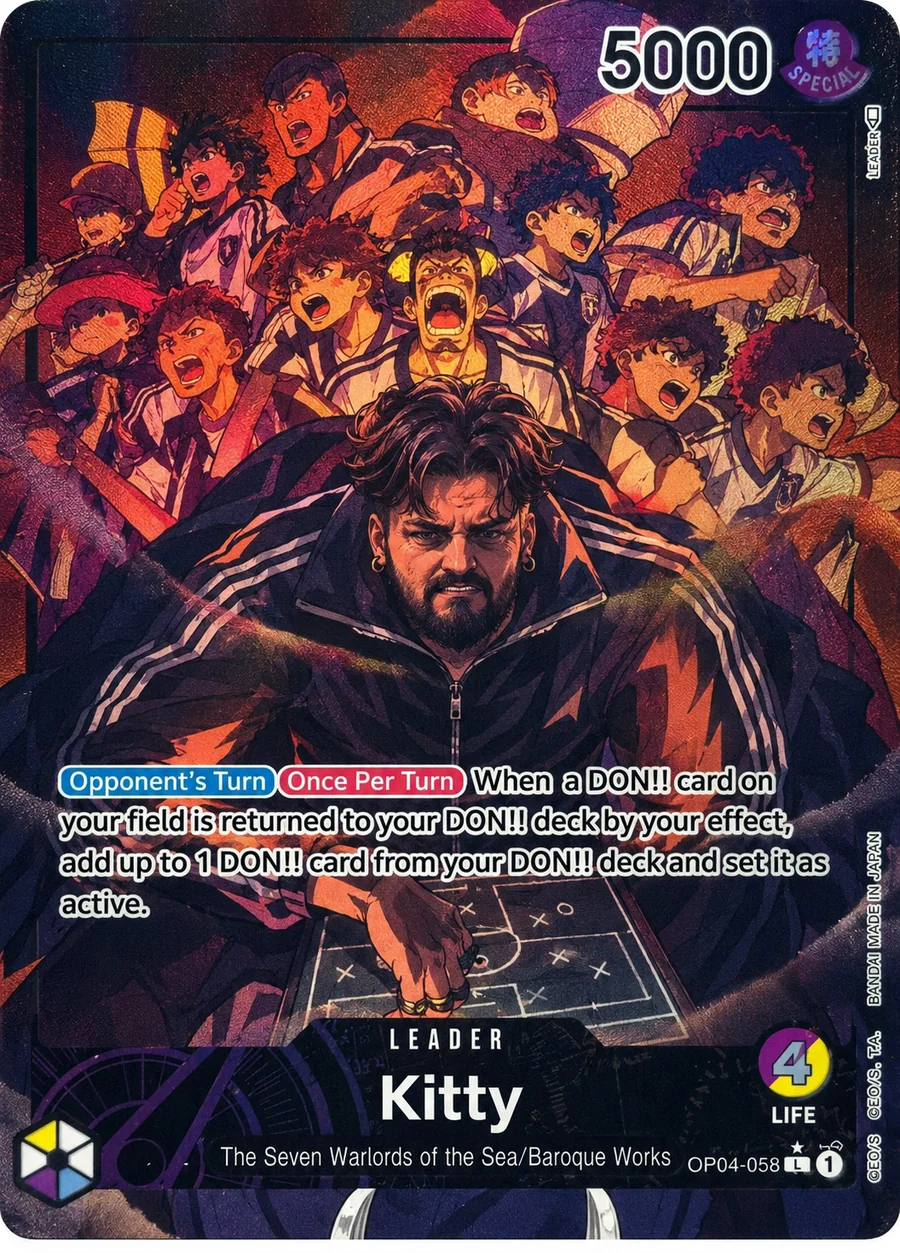 5000
特
SPECIAL
LEADER
Opponent's Turn Once Per Turn When a DON!! card on
your field is returned to your DON!! deck by your effect,
add up to 1 DON!! card from your DON!! deck and set it as
active.
BANDAI MADE IN JAPAN
©EO/S ©EO/S. T.A.
LEADER
Kitty
4
LIFE
The Seven Warlords of the Sea/Baroque Works
OP04-058
L
1